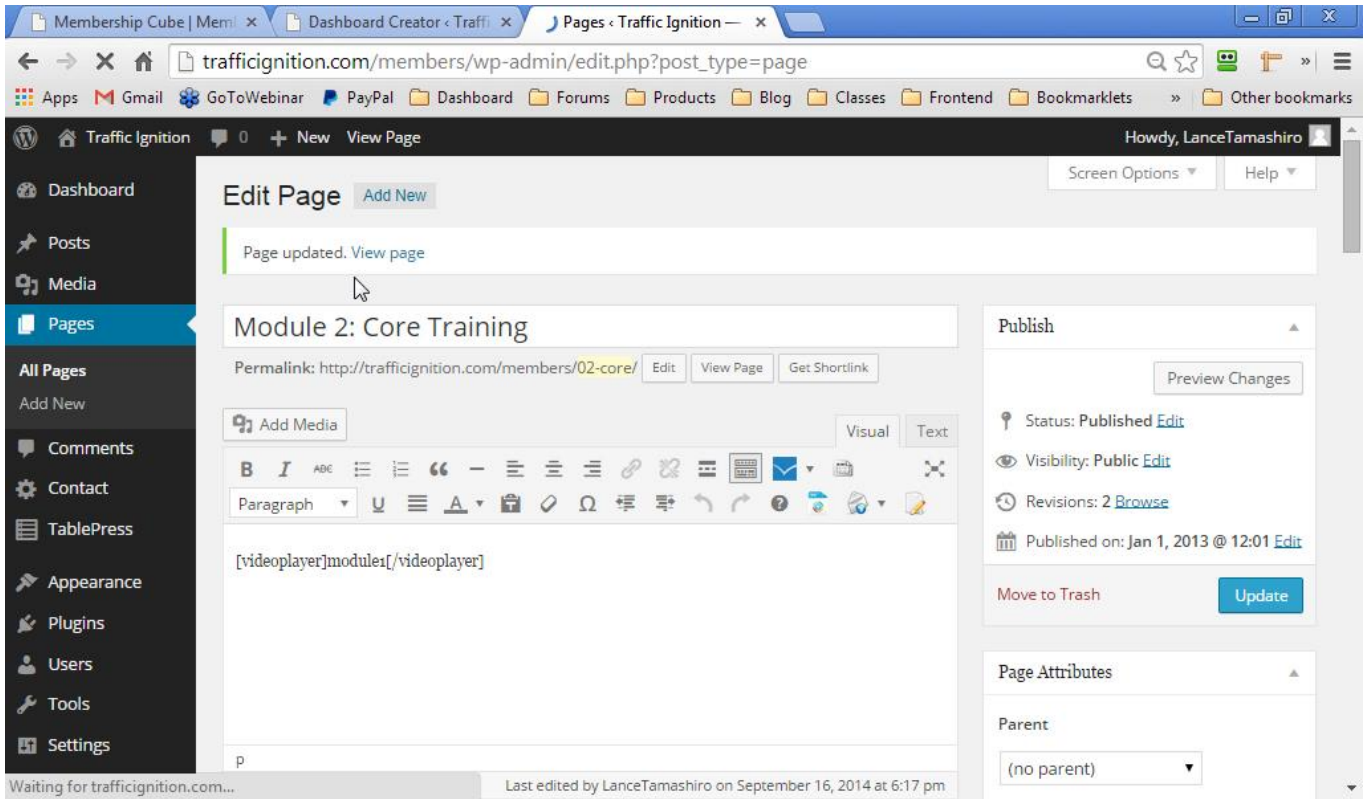 Membership Cube | Meml
Dashboard Creator ‹ Traffi
Pages ‹ Traffic Ignition —
trafficignition.com/members/wp-admin/edit.php?post_type=page
Apps Gmail GoToWebinar PayPal Dashboard Forums Products Blog Classes Frontend Bookmarklets » Other bookmarks
Traffic Ignition 0 + New View Page Howdy, LanceTamashiro
Screen Options Help
Dashboard
Posts
Media
Pages
All Pages
Add New
Comments
Contact
TablePress
Appearance
Plugins
Users
Tools
Settings
Edit Page Add New
Page updated. View page
Module 2: Core Training
Permalink: http://trafficignition.com/members/02-core/ Edit View Page Get Shortlink
Add Media
Visual Text
B I ABC
Paragraph U A Ω
[videoplayer]module1[/videoplayer]
p
Last edited by LanceTamashiro on September 16, 2014 at 6:17 pm
Publish
Preview Changes
Status: Published Edit
Visibility: Public Edit
Revisions: 2 Browse
Published on: Jan 1, 2013 @ 12:01 Edit
Move to Trash Update
Page Attributes
Parent
(no parent)
Waiting for trafficignition.com...